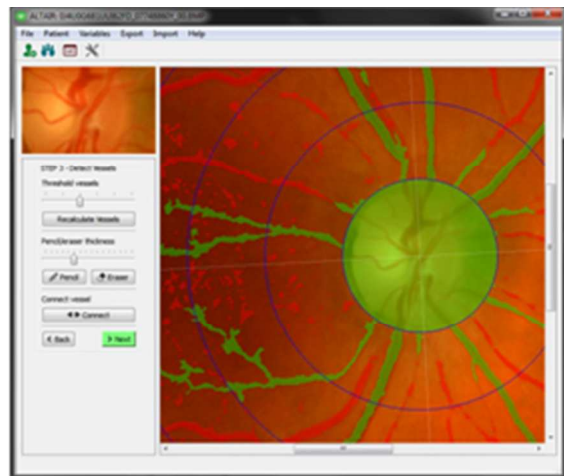 File Patient Variables Export Import Help
STEP 3 - Detect Vessels
Threshold vessels
Recalculate Vessels
Pencil/eraser thickness
Pencil Eraser
Connect vessel
Connect
< Back > Next